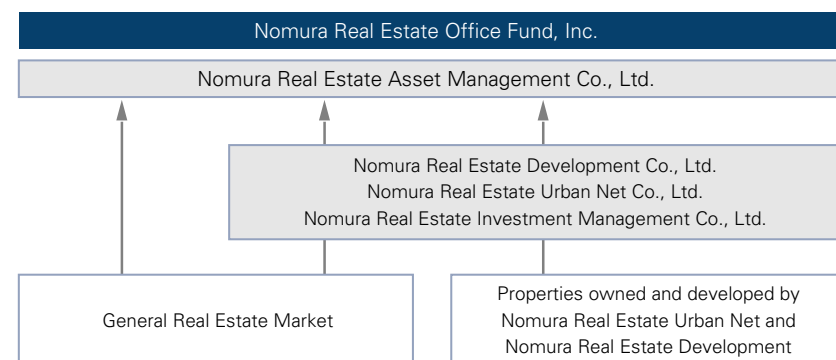 Nomura Real Estate Office Fund, Inc.
Nomura Real Estate Asset Management Co., Ltd.
Nomura Real Estate Development Co., Ltd.
Nomura Real Estate Urban Net Co., Ltd.
Nomura Real Estate Investment Management Co., Ltd.
General Real Estate Market
Properties owned and developed by
Nomura Real Estate Urban Net and
Nomura Real Estate Development